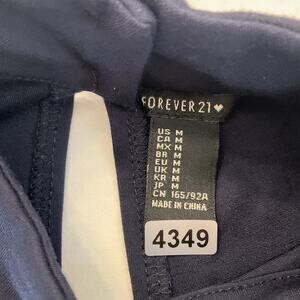 FOREVER 21♥
US M
CA M
MX M
BR M
EU M
UK M
KR M
JP M
CN 165/92A
MADE IN CHINA
4349